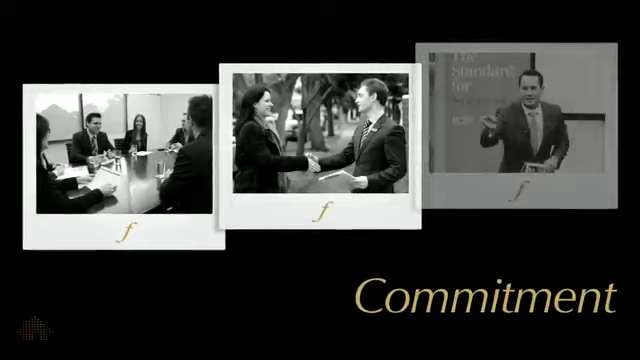 The
Standard
for
f
f
f
Commitment